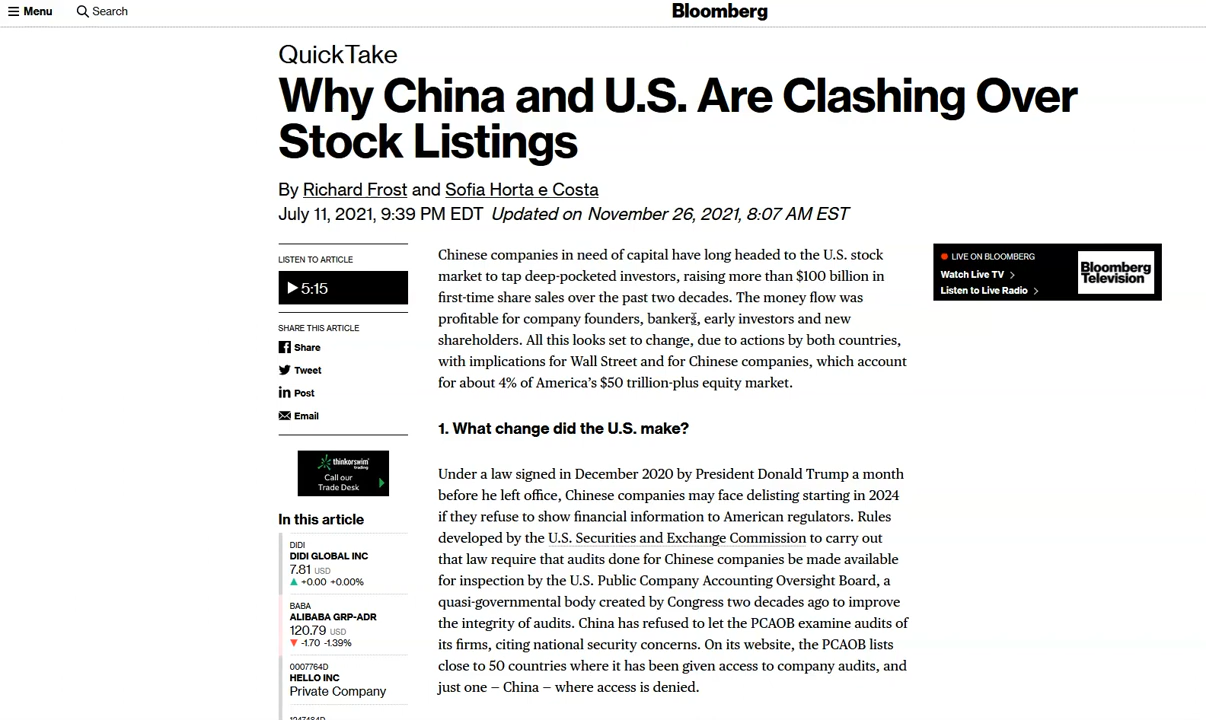 Menu
Search
Bloomberg
QuickTake
Why China and U.S. Are Clashing Over
Stock Listings
By Richard Frost and Sofia Horta e Costa
July 11, 2021, 9:39 PM EDT Updated on November 26, 2021, 8:07 AM EST
LISTEN TO ARTICLE
5:15
SHARE THIS ARTICLE
Share
Tweet
Post
Email
thinkorswim
trading
Call our
Trade Desk
In this article
DIDI
DIDI GLOBAL INC
7.81 USD
+0.00 +0.00%
BABA
ALIBABA GRP-ADR
120.79 USD
-1.70 -1.39%
0007764D
HELLO INC
Private Company
Chinese companies in need of capital have long headed to the U.S. stock
market to tap deep-pocketed investors, raising more than $100 billion in
first-time share sales over the past two decades. The money flow was
profitable for company founders, bankers, early investors and new
shareholders. All this looks set to change, due to actions by both countries,
with implications for Wall Street and for Chinese companies, which account
for about 4% of America’s $50 trillion-plus equity market.
1. What change did the U.S. make?
Under a law signed in December 2020 by President Donald Trump a month
before he left office, Chinese companies may face delisting starting in 2024
if they refuse to show financial information to American regulators. Rules
developed by the U.S. Securities and Exchange Commission to carry out
that law require that audits done for Chinese companies be made available
for inspection by the U.S. Public Company Accounting Oversight Board, a
quasi-governmental body created by Congress two decades ago to improve
the integrity of audits. China has refused to let the PCAOB examine audits of
its firms, citing national security concerns. On its website, the PCAOB lists
close to 50 countries where it has been given access to company audits, and
just one – China – where access is denied.
LIVE ON BLOOMBERG
Watch Live TV
Listen to Live Radio
Bloomberg
Television